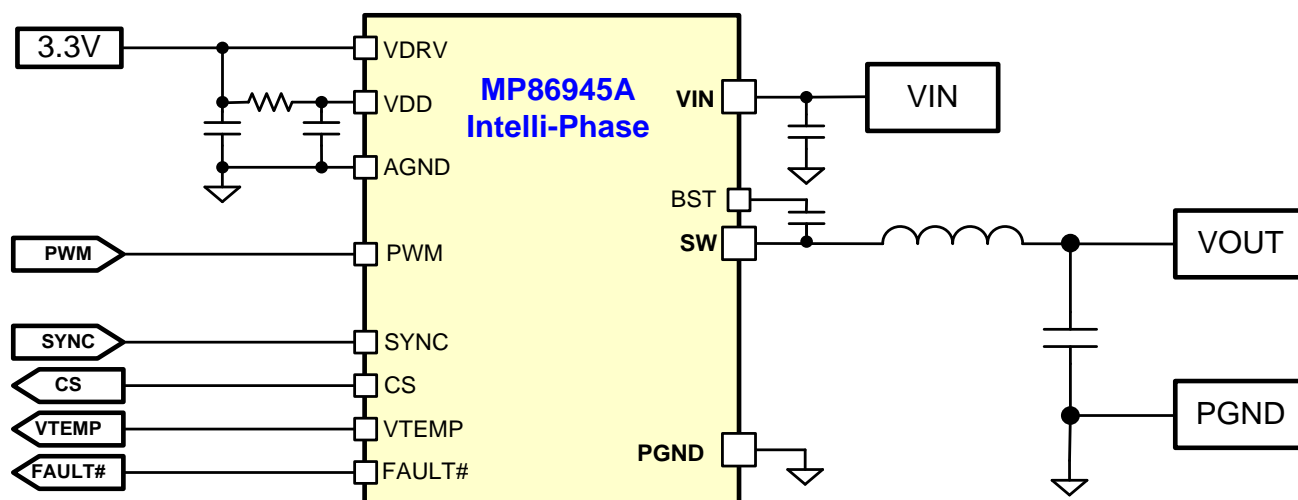 3.3V
VDRV
VDD
AGND
PWM
PWM
SYNC
SYNC
CS
CS
VTEMP
VTEMP
FAULT#
FAULT#
MP86945A
Intelli-Phase
VIN
VIN
BST
SW
VOUT
PGND
PGND